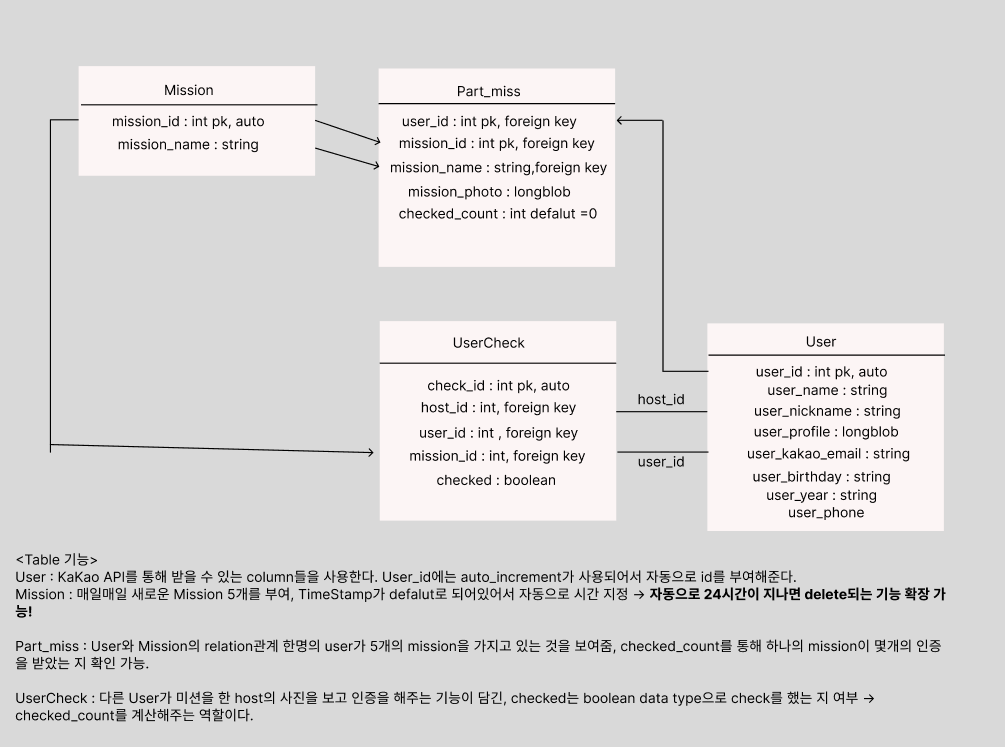 Mission
mission_id : int pk, auto
mission_name : string
Part_miss
user_id : int pk, foreign key
mission_id : int pk, foreign key
mission_name : string,foreign key
mission_photo : longblob
checked_count : int defalut =0
UserCheck
check_id : int pk, auto
host_id : int, foreign key
user_id : int , foreign key
mission_id : int, foreign key
checked : boolean
host_id
user_id
User
user_id : int pk, auto
user_name : string
user_nickname : string
user_profile : longblob
user_kakao_email : string
user_birthday : string
user_year : string
user_phone
<Table 기능>
User : KaKao API를 통해 받을 수 있는 column들을 사용한다. User_id에는 auto_increment가 사용되어서 자동으로 id를 부여해준다.
Mission : 매일매일 새로운 Mission 5개를 부여, TimeStamp가 defalut로 되어있어서 자동으로 시간 지정 → 자동으로 24시간이 지나면 delete되는 기능 확장 가
능!
Part_miss : User와 Mission의 relation관계 한명의 user가 5개의 mission을 가지고 있는 것을 보여줌, checked_count를 통해 하나의 mission이 몇개의 인증
을 받았는 지 확인 가능.
UserCheck : 다른 User가 미션을 한 host의 사진을 보고 인증을 해주는 기능이 담긴, checked는 boolean data type으로 check를 했는 지 여부 →
checked_count를 계산해주는 역할이다.